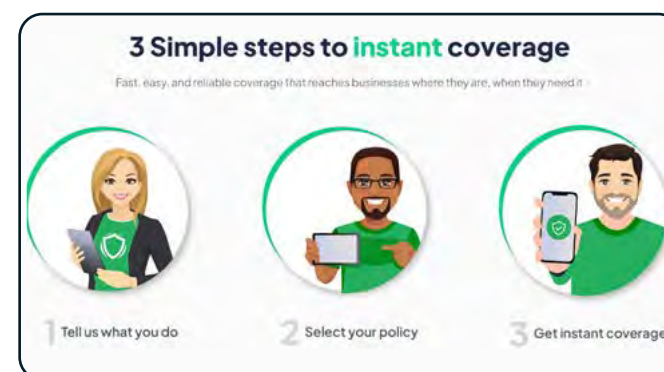 3 Simple steps to instant coverage
Fast, easy, and reliable coverage that reaches businesses where they are, when they need it
1 Tell us what you do
2 Select your policy
3 Get instant coverage